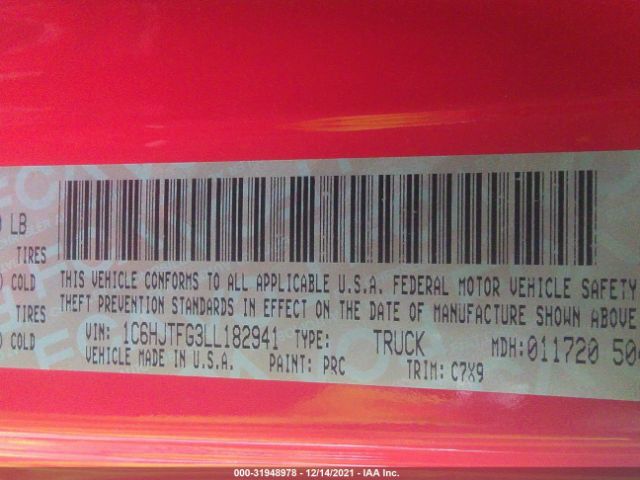 LB
TIRES
COLD
TIRES
COLD
THIS VEHICLE CONFORMS TO ALL APPLICABLE U.S.A. FEDERAL MOTOR VEHICLE SAFETY
THEFT PREVENTION STANDARDS IN EFFECT ON THE DATE OF MANUFACTURE SHOWN ABOVE
VIN: 1C6HJTFG3LL182941 TYPE: TRUCK MDH:011720 50
VEHICLE MADE IN U.S.A. PAINT: PRC TRIM: C7X9
000-31948978 - 12/14/2021 - IAA Inc.